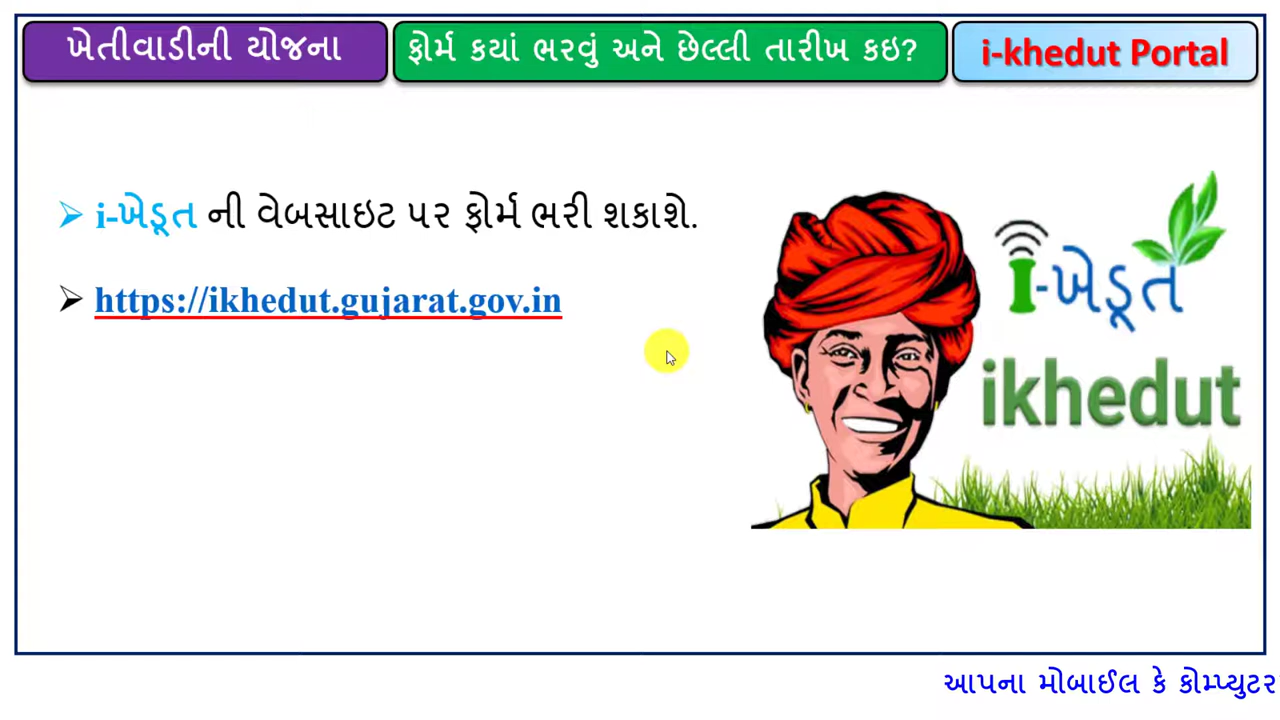 ખેતીવાડીની યોજના
ફોર્મ કયાં ભરવું અને છેલ્લી તારીખ કઇ?
i-khedut Portal
➢ i-ખેડૂત ની વેબસાઇટ પર ફોર્મ ભરી શકાશે.
➢ https://ikhedut.gujarat.gov.in
i-ખેડૂત
ikhedut
આપના મોબાઈલ કે કોમ્પ્યુટર